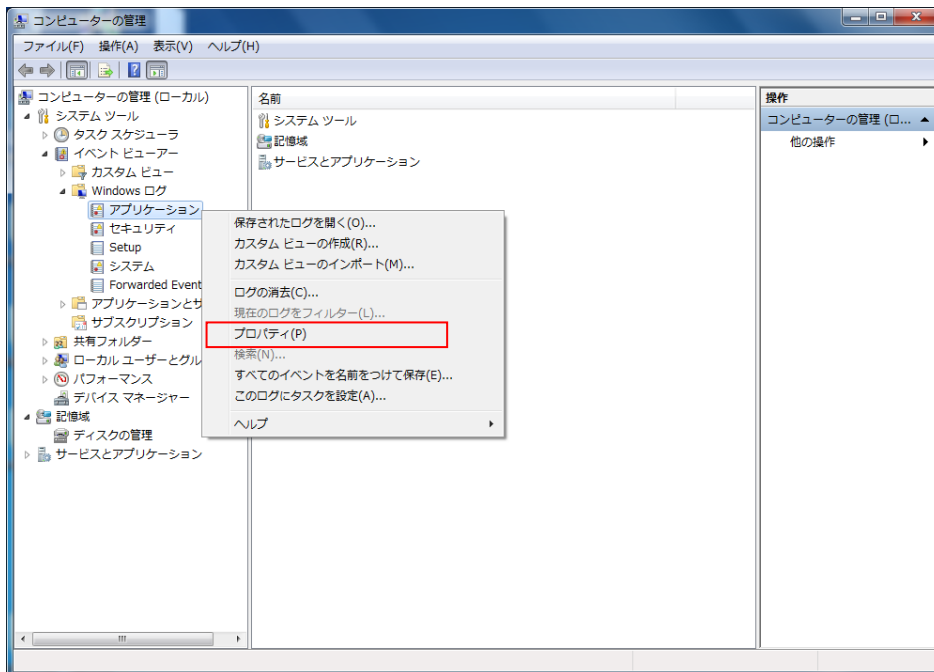 コンピューターの管理
ファイル(F) 操作(A) 表示(V) ヘルプ(H)
コンピューターの管理 (ローカル)
システム ツール
タスク スケジューラ
イベント ビューアー
カスタム ビュー
Windows ログ
アプリケーション
セキュリティ
Setup
システム
Forwarded Event
アプリケーションとサ
サブスクリプション
共有フォルダー
ローカル ユーザーとグル
パフォーマンス
デバイス マネージャー
記憶域
ディスクの管理
サービスとアプリケーション
名前
システム ツール
記憶域
サービスとアプリケーション
保存されたログを開く(O)...
カスタム ビューの作成(R)...
カスタム ビューのインポート(M)...
ログの消去(C)...
現在のログをフィルター(L)...
プロパティ(P)
検索(N)...
すべてのイベントを名前をつけて保存(E)...
このログにタスクを設定(A)...
ヘルプ
操作
コンピューターの管理 (ロ...
他の操作